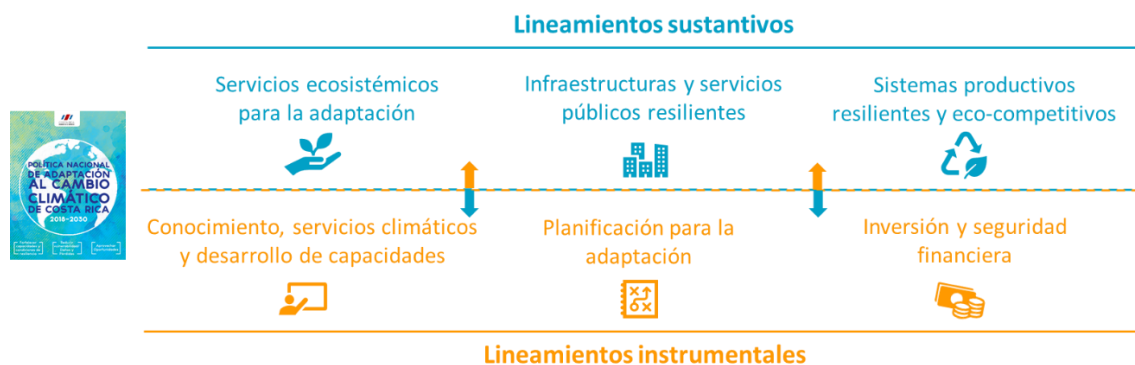 Lineamientos sustantivos
Servicios ecosistémicos
para la adaptación
Infraestructuras y servicios
públicos resilientes
Sistemas productivos
resilientes y eco-competitivos
POLÍTICA NACIONAL
DE ADAPTACIÓN
AL CAMBIO
CLIMÁTICO
DE COSTA RICA
2018-2030
Conocimiento, servicios climáticos
y desarrollo de capacidades
Planificación para la
adaptación
Inversión y seguridad
financiera
Lineamientos instrumentales